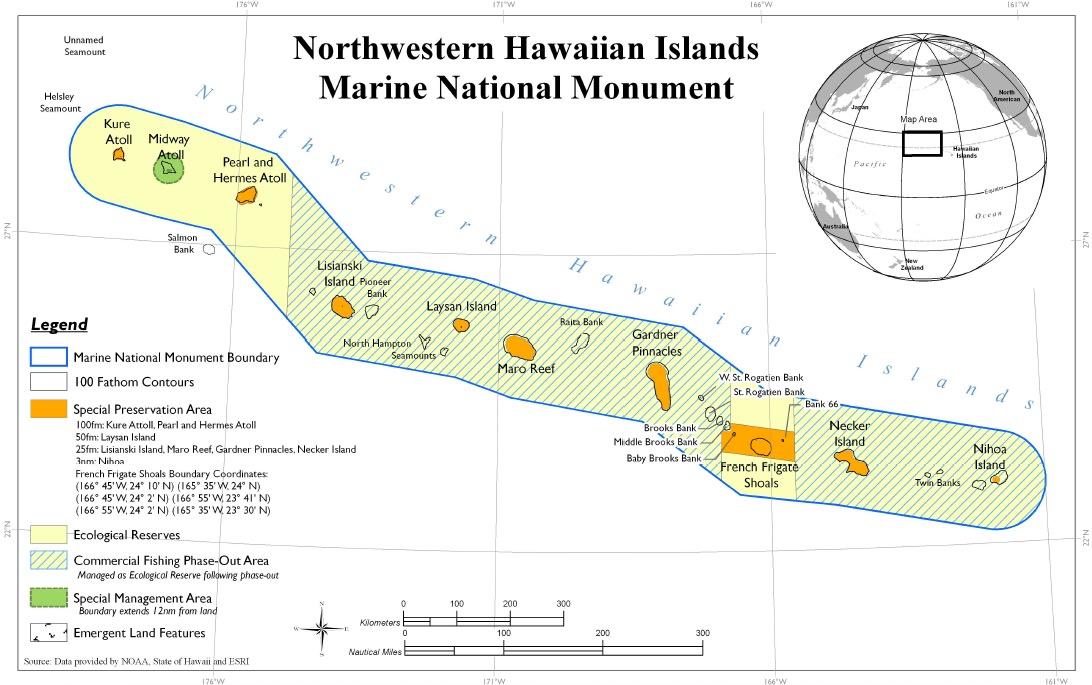 176°W
171°W
166°W
161°W
Unnamed
Seamount
Northwestern Hawaiian Islands
Marine National Monument
Helsley
Seamount
Northwestern Hawaiian Islands
Kure
Atoll
Midway
Atoll
Pearl and
Hermes Atoll
Salmon
Bank
Japan
North
American
Map Area
Hawaiian
Islands
Pacific
Equator
Ocean
Australia
New
Zealand
27°N
27°N
Lisianski
Island
Pioneer
Bank
Laysan Island
North Hampton
Seamounts
Maro Reef
Raita Bank
Gardner
Pinnacles
W. St. Rogatien Bank
St. Rogatien Bank
Bank 66
Brooks Bank
Middle Brooks Bank
Baby Brooks Bank
French Frigate
Shoals
Necker
Island
Nihoa
Island
Twin Banks
Legend
Marine National Monument Boundary
100 Fathom Contours
Special Preservation Area
100fm: Kure Attoll, Pearl and Hermes Atoll
50fm: Laysan Island
25fm: Lisianski Island, Maro Reef, Gardner Pinnacles, Necker Island
3nm: Nihoa
French Frigate Shoals Boundary Coordinates:
(166° 45' W, 24° 10' N) (165° 35' W, 24° N)
(166° 45' W, 24° 2' N) (166° 55' W, 23° 41' N)
(166° 55' W, 24° 2' N) (165° 35' W, 23° 30' N)
Ecological Reserves
Commercial Fishing Phase-Out Area
Managed as Ecological Reserve following phase-out
Special Management Area
Boundary extends 12nm from land
Emergent Land Features
22°N
22°N
N
W
E
S
0 100 200 300
Kilometers
0 100 200 300
Nautical Miles
Source: Data provided by NOAA, State of Hawaii and ESRI
176°W
171°W
166°W
161°W